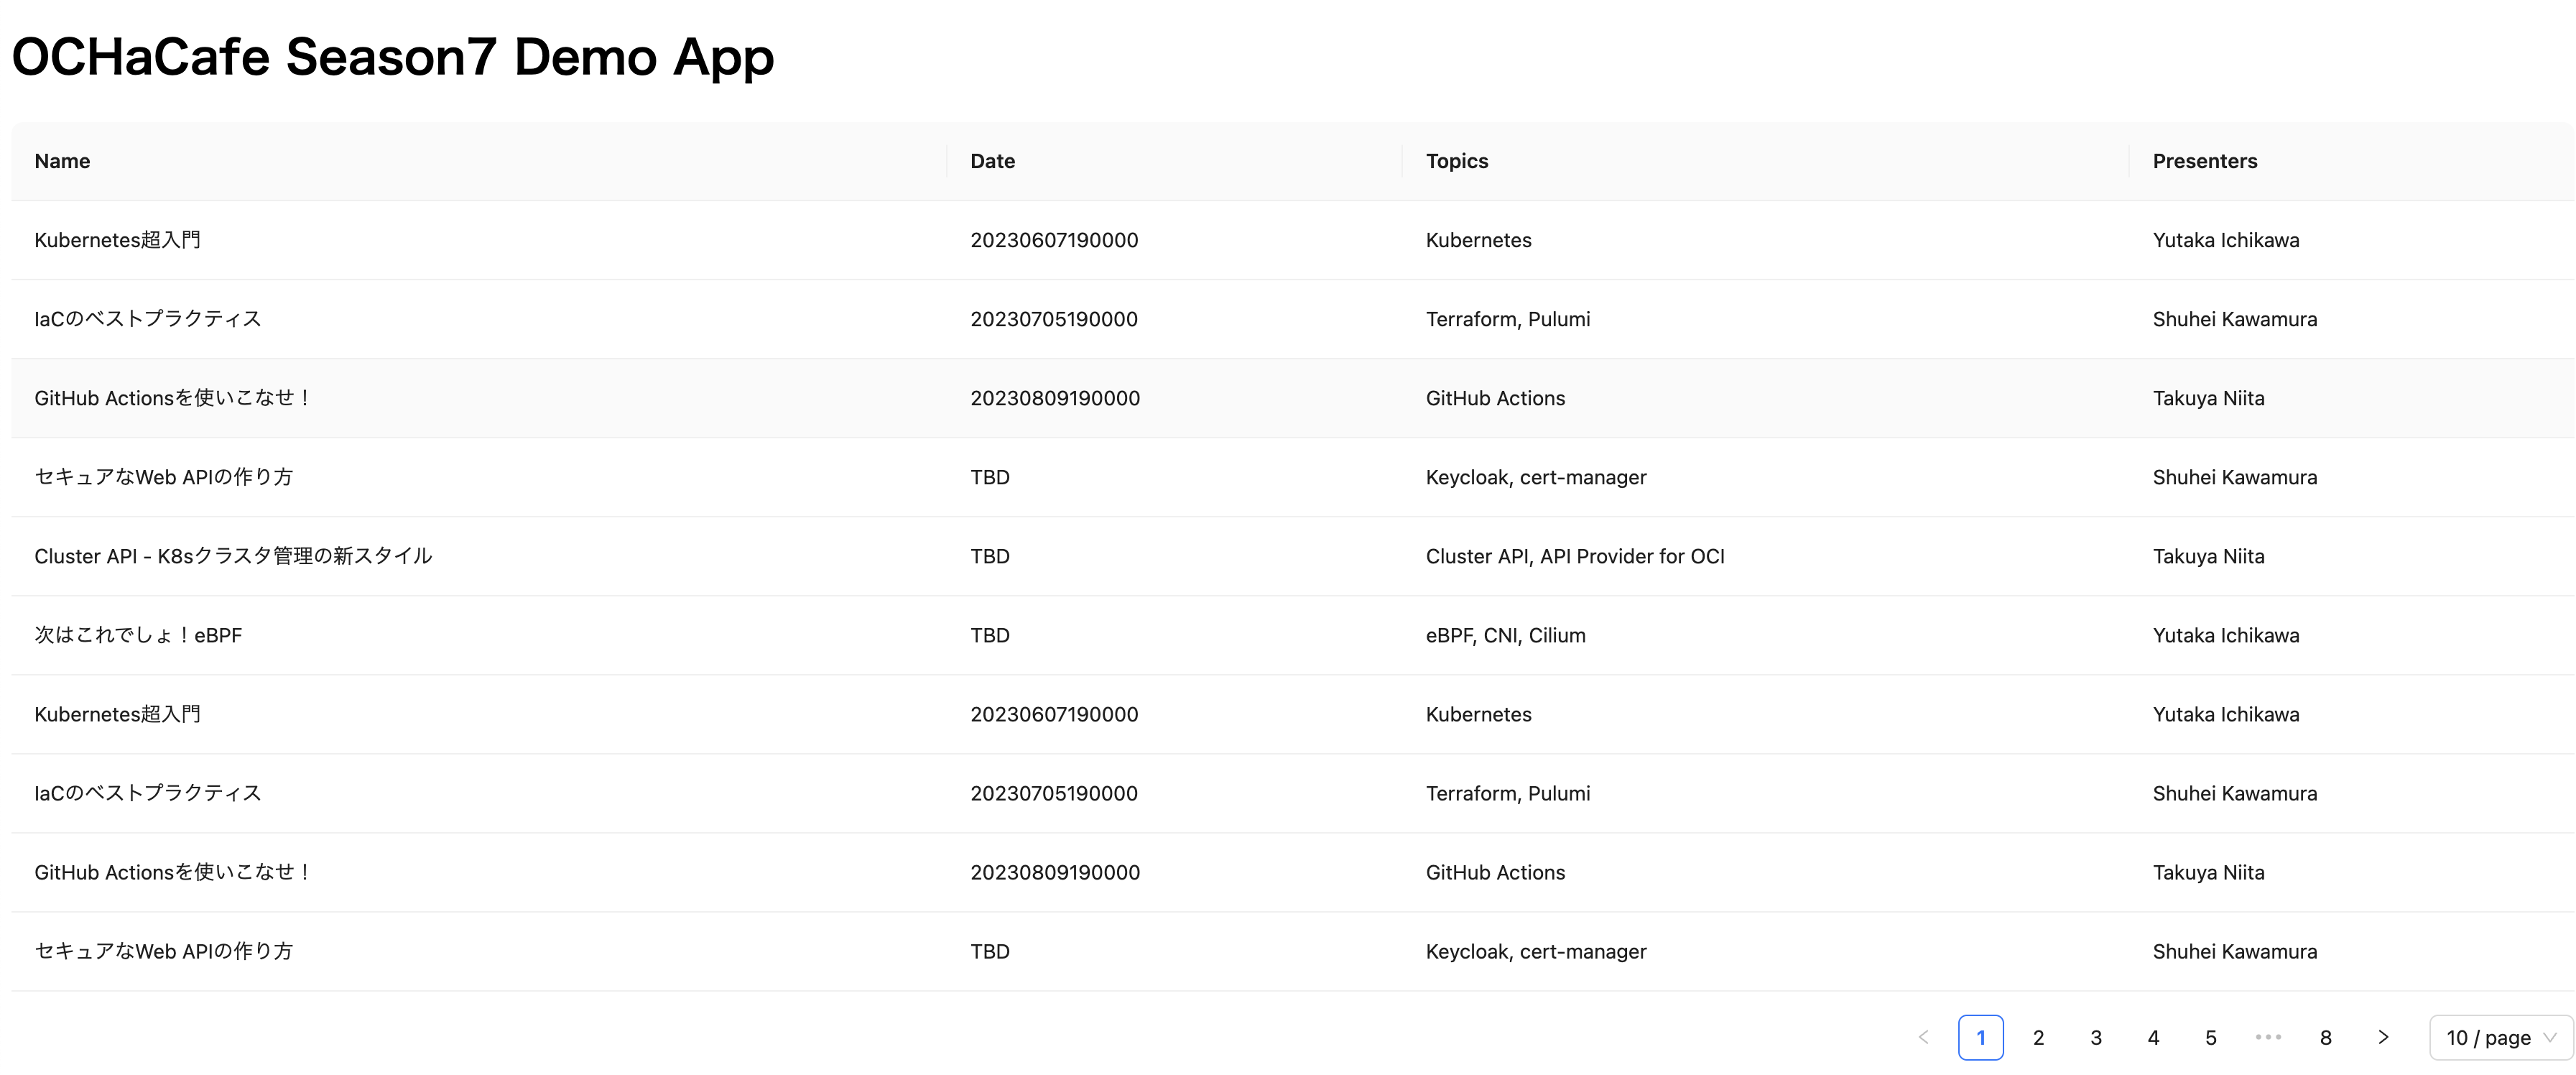 OCHaCafe Season7 Demo App
Name Date Topics Presenters
Kubernetes超入門 20230607190000 Kubernetes Yutaka Ichikawa
IaCのベストプラクティス 20230705190000 Terraform, Pulumi Shuhei Kawamura
GitHub Actionsを使いこなせ！ 20230809190000 GitHub Actions Takuya Niita
セキュアなWeb APIの作り方 TBD Keycloak, cert-manager Shuhei Kawamura
Cluster API - K8sクラスタ管理の新スタイル TBD Cluster API, API Provider for OCI Takuya Niita
次はこれでしょ！eBPF TBD eBPF, CNI, Cilium Yutaka Ichikawa
Kubernetes超入門 20230607190000 Kubernetes Yutaka Ichikawa
IaCのベストプラクティス 20230705190000 Terraform, Pulumi Shuhei Kawamura
GitHub Actionsを使いこなせ！ 20230809190000 GitHub Actions Takuya Niita
セキュアなWeb APIの作り方 TBD Keycloak, cert-manager Shuhei Kawamura
< 1 2 3 4 5 ••• 8 > 10 / page